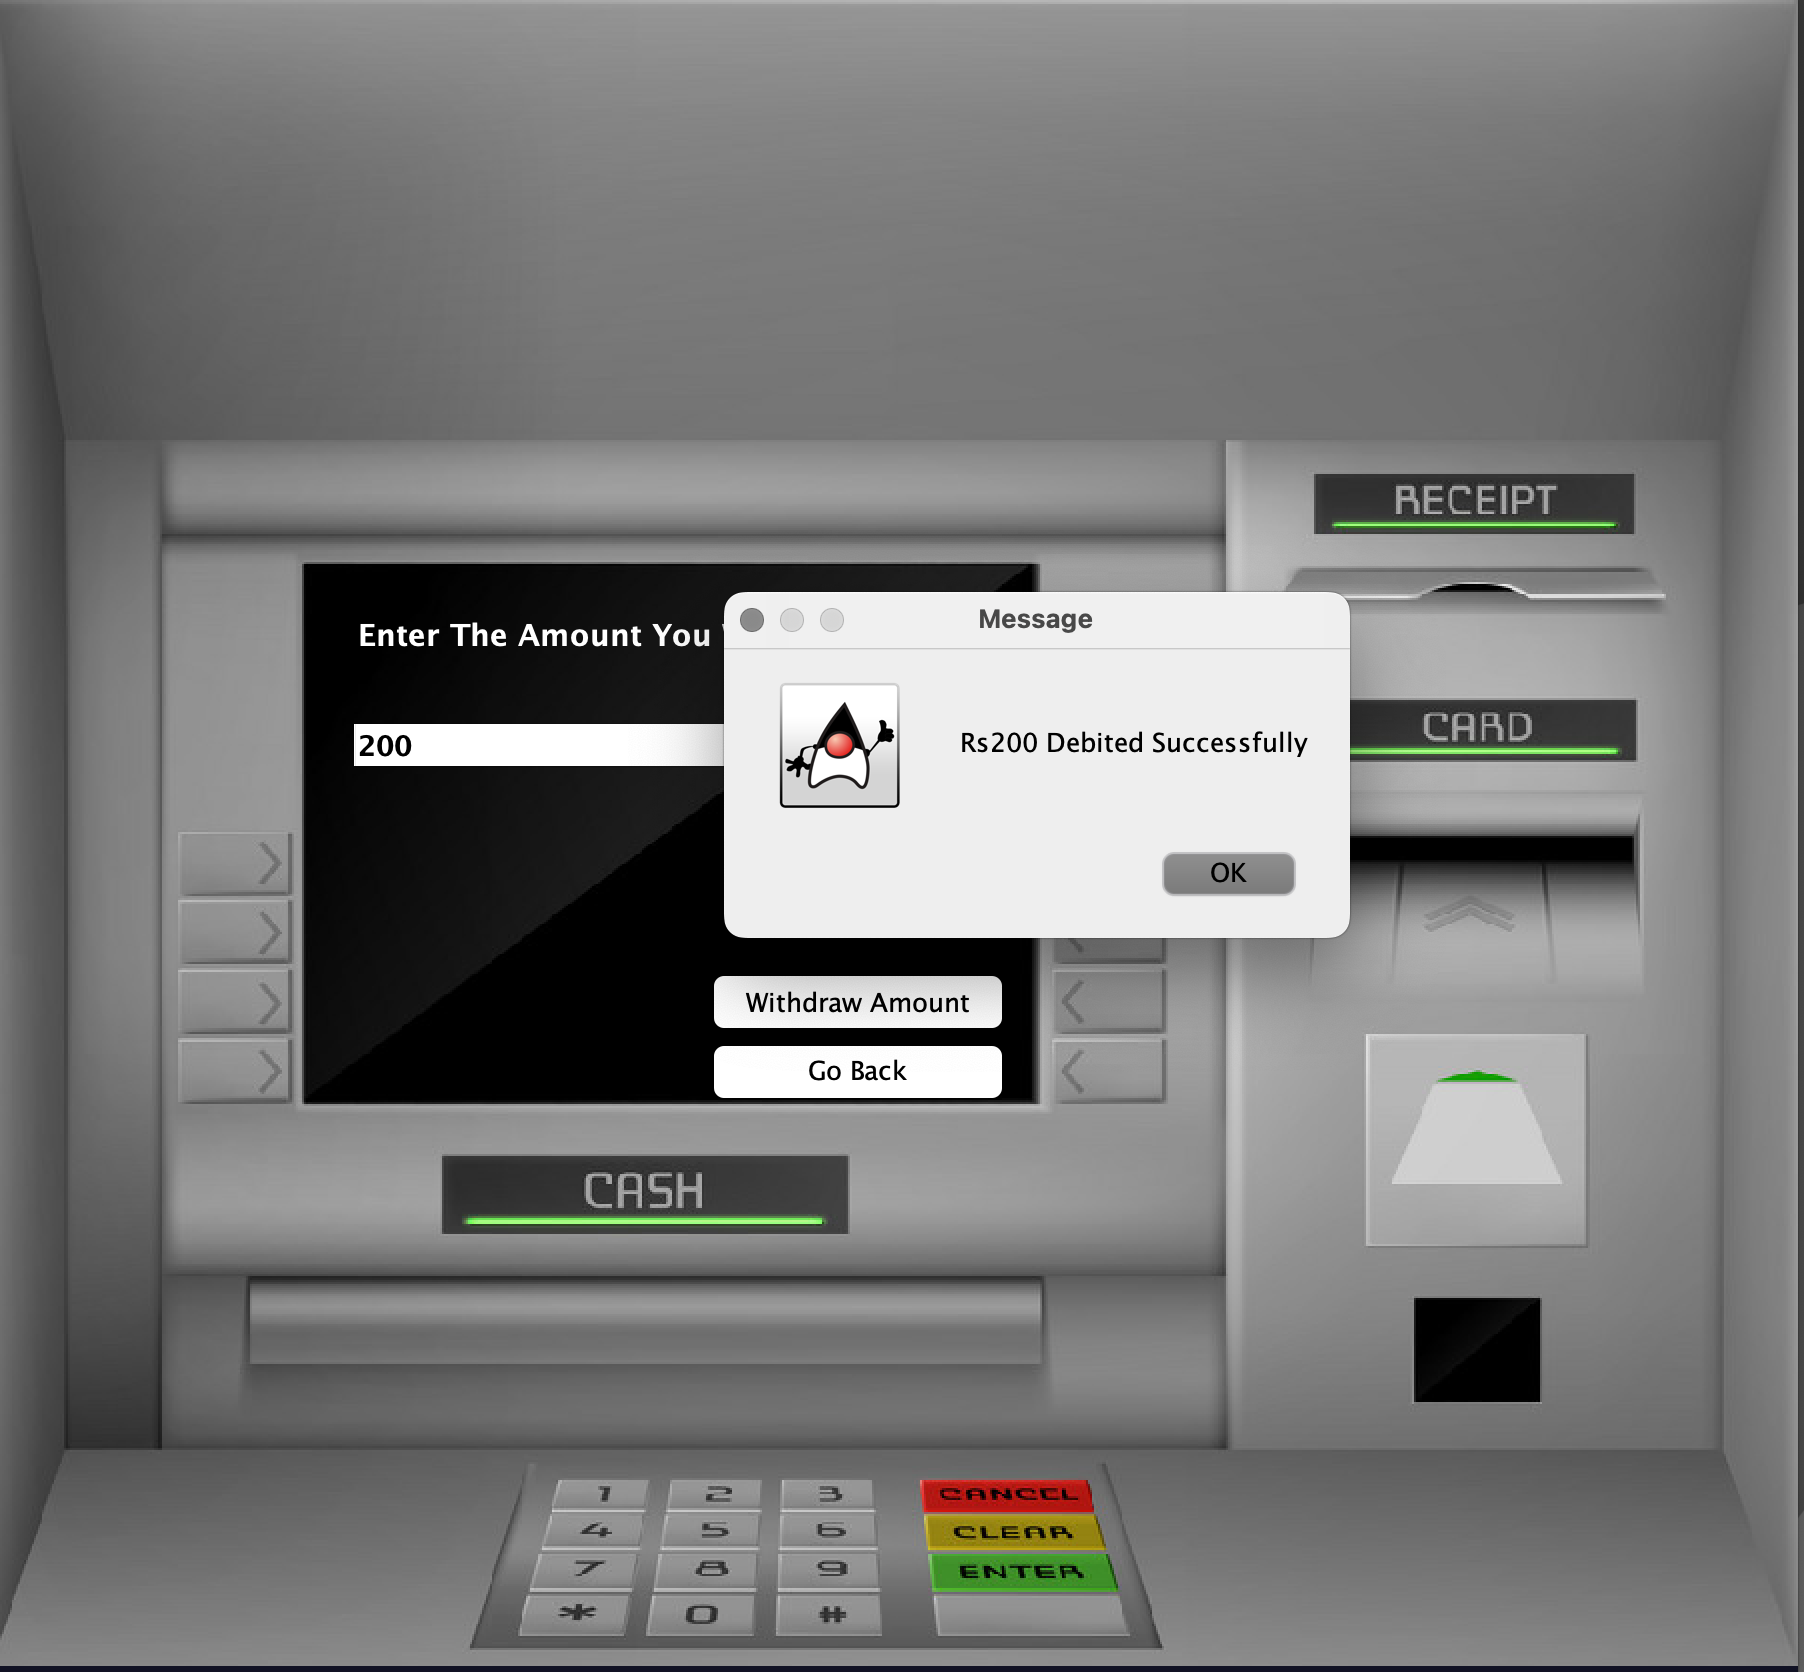 RECEIPT
Enter The Amount You
Message
200
Rs200 Debited Successfully
CARD
OK
Withdraw Amount
Go Back
CASH
1 2 3 CANCEL
4 5 6 CLEAR
7 8 9 ENTER
* 0 #